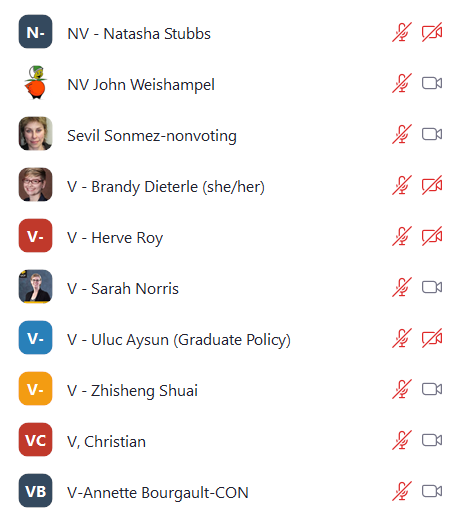 N- NV - Natasha Stubbs
NV John Weishampel
Sevil Sonmez-nonvoting
V - Brandy Dieterle (she/her)
V- V - Herve Roy
V - Sarah Norris
V- V - Uluc Aysun (Graduate Policy)
V- V - Zhisheng Shuai
VC V, Christian
VB V-Annette Bourgault-CON